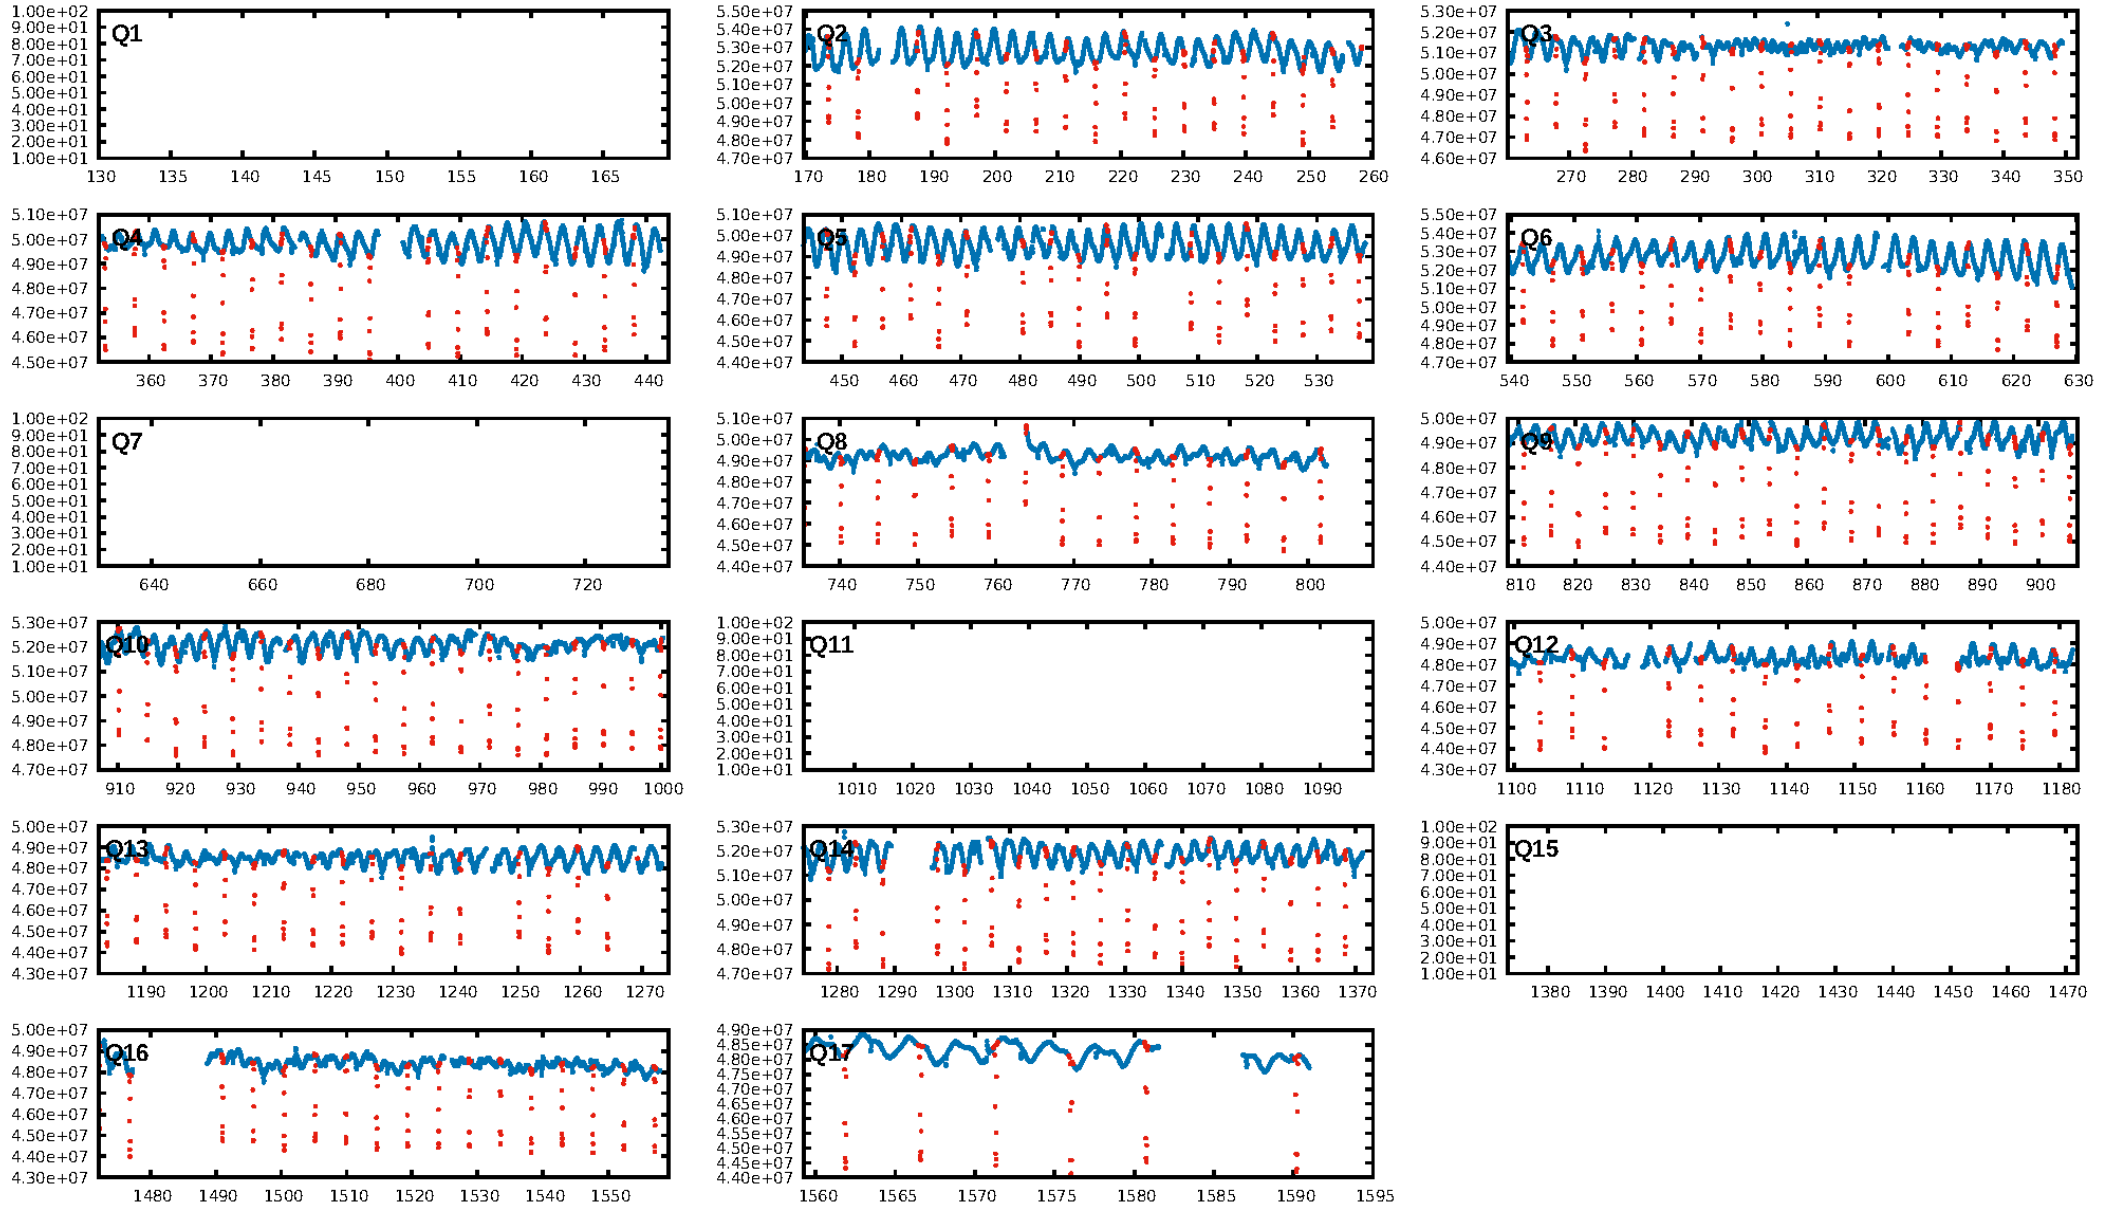 1.00e+02
9.00e+01
8.00e+01
7.00e+01
6.00e+01
5.00e+01
4.00e+01
3.00e+01
2.00e+01
1.00e+01
Q1
130 135 140 145 150 155 160 165
5.50e+07
5.40e+07
5.30e+07
5.20e+07
5.10e+07
5.00e+07
4.90e+07
4.80e+07
4.70e+07
Q2
170 180 190 200 210 220 230 240 250 260
5.30e+07
5.20e+07
5.10e+07
5.00e+07
4.90e+07
4.80e+07
4.70e+07
4.60e+07
Q3
270 280 290 300 310 320 330 340 350
5.10e+07
5.00e+07
4.90e+07
4.80e+07
4.70e+07
4.60e+07
4.50e+07
Q4
360 370 380 390 400 410 420 430 440
5.10e+07
5.00e+07
4.90e+07
4.80e+07
4.70e+07
4.60e+07
4.50e+07
4.40e+07
Q5
450 460 470 480 490 500 510 520 530
5.50e+07
5.40e+07
5.30e+07
5.20e+07
5.10e+07
5.00e+07
4.90e+07
4.80e+07
4.70e+07
Q6
540 550 560 570 580 590 600 610 620 630
1.00e+02
9.00e+01
8.00e+01
7.00e+01
6.00e+01
5.00e+01
4.00e+01
3.00e+01
2.00e+01
1.00e+01
Q7
640 660 680 700 720
5.10e+07
5.00e+07
4.90e+07
4.80e+07
4.70e+07
4.60e+07
4.50e+07
4.40e+07
Q8
740 750 760 770 780 790 800
5.00e+07
4.90e+07
4.80e+07
4.70e+07
4.60e+07
4.50e+07
4.40e+07
Q9
810 820 830 840 850 860 870 880 890 900
5.30e+07
5.20e+07
5.10e+07
5.00e+07
4.90e+07
4.80e+07
4.70e+07
Q10
910 920 930 940 950 960 970 980 990 1000
1.00e+02
9.00e+01
8.00e+01
7.00e+01
6.00e+01
5.00e+01
4.00e+01
3.00e+01
2.00e+01
1.00e+01
Q11
1010 1020 1030 1040 1050 1060 1070 1080 1090
5.00e+07
4.90e+07
4.80e+07
4.70e+07
4.60e+07
4.50e+07
4.40e+07
4.30e+07
Q12
1100 1110 1120 1130 1140 1150 1160 1170 1180
5.00e+07
4.90e+07
4.80e+07
4.70e+07
4.60e+07
4.50e+07
4.40e+07
4.30e+07
Q13
1190 1200 1210 1220 1230 1240 1250 1260 1270
5.30e+07
5.20e+07
5.10e+07
5.00e+07
4.90e+07
4.80e+07
4.70e+07
Q14
1280 1290 1300 1310 1320 1330 1340 1350 1360 1370
1.00e+02
9.00e+01
8.00e+01
7.00e+01
6.00e+01
5.00e+01
4.00e+01
3.00e+01
2.00e+01
1.00e+01
Q15
1380 1390 1400 1410 1420 1430 1440 1450 1460 1470
5.00e+07
4.90e+07
4.80e+07
4.70e+07
4.60e+07
4.50e+07
4.40e+07
4.30e+07
Q16
1480 1490 1500 1510 1520 1530 1540 1550
4.90e+07
4.85e+07
4.80e+07
4.75e+07
4.70e+07
4.65e+07
4.60e+07
4.55e+07
4.50e+07
4.45e+07
4.40e+07
Q17
1560 1565 1570 1575 1580 1585 1590 1595